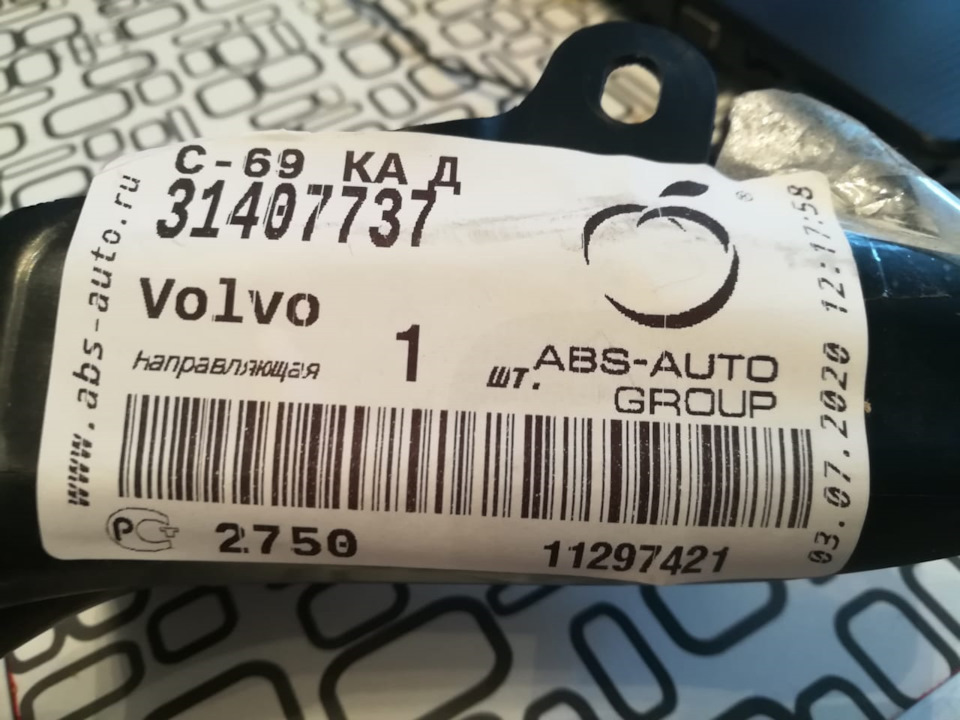 С-69 КА Д
31407737
Volvo
Направляющая 1 шт.
ABS-AUTO
GROUP
®
2750
11297421
www.abs-auto.ru
03.07.2020 12:17:58
РСТ